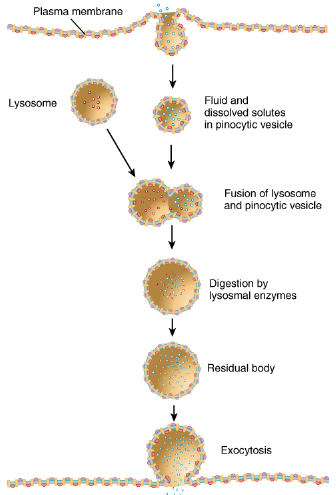 Plasma membrane
Lysosome
Fluid and
dissolved solutes
in pinocytic vesicle
Fusion of lysosome
and pinocytic vesicle
Digestion by
lysosmal enzymes
Residual body
Exocytosis